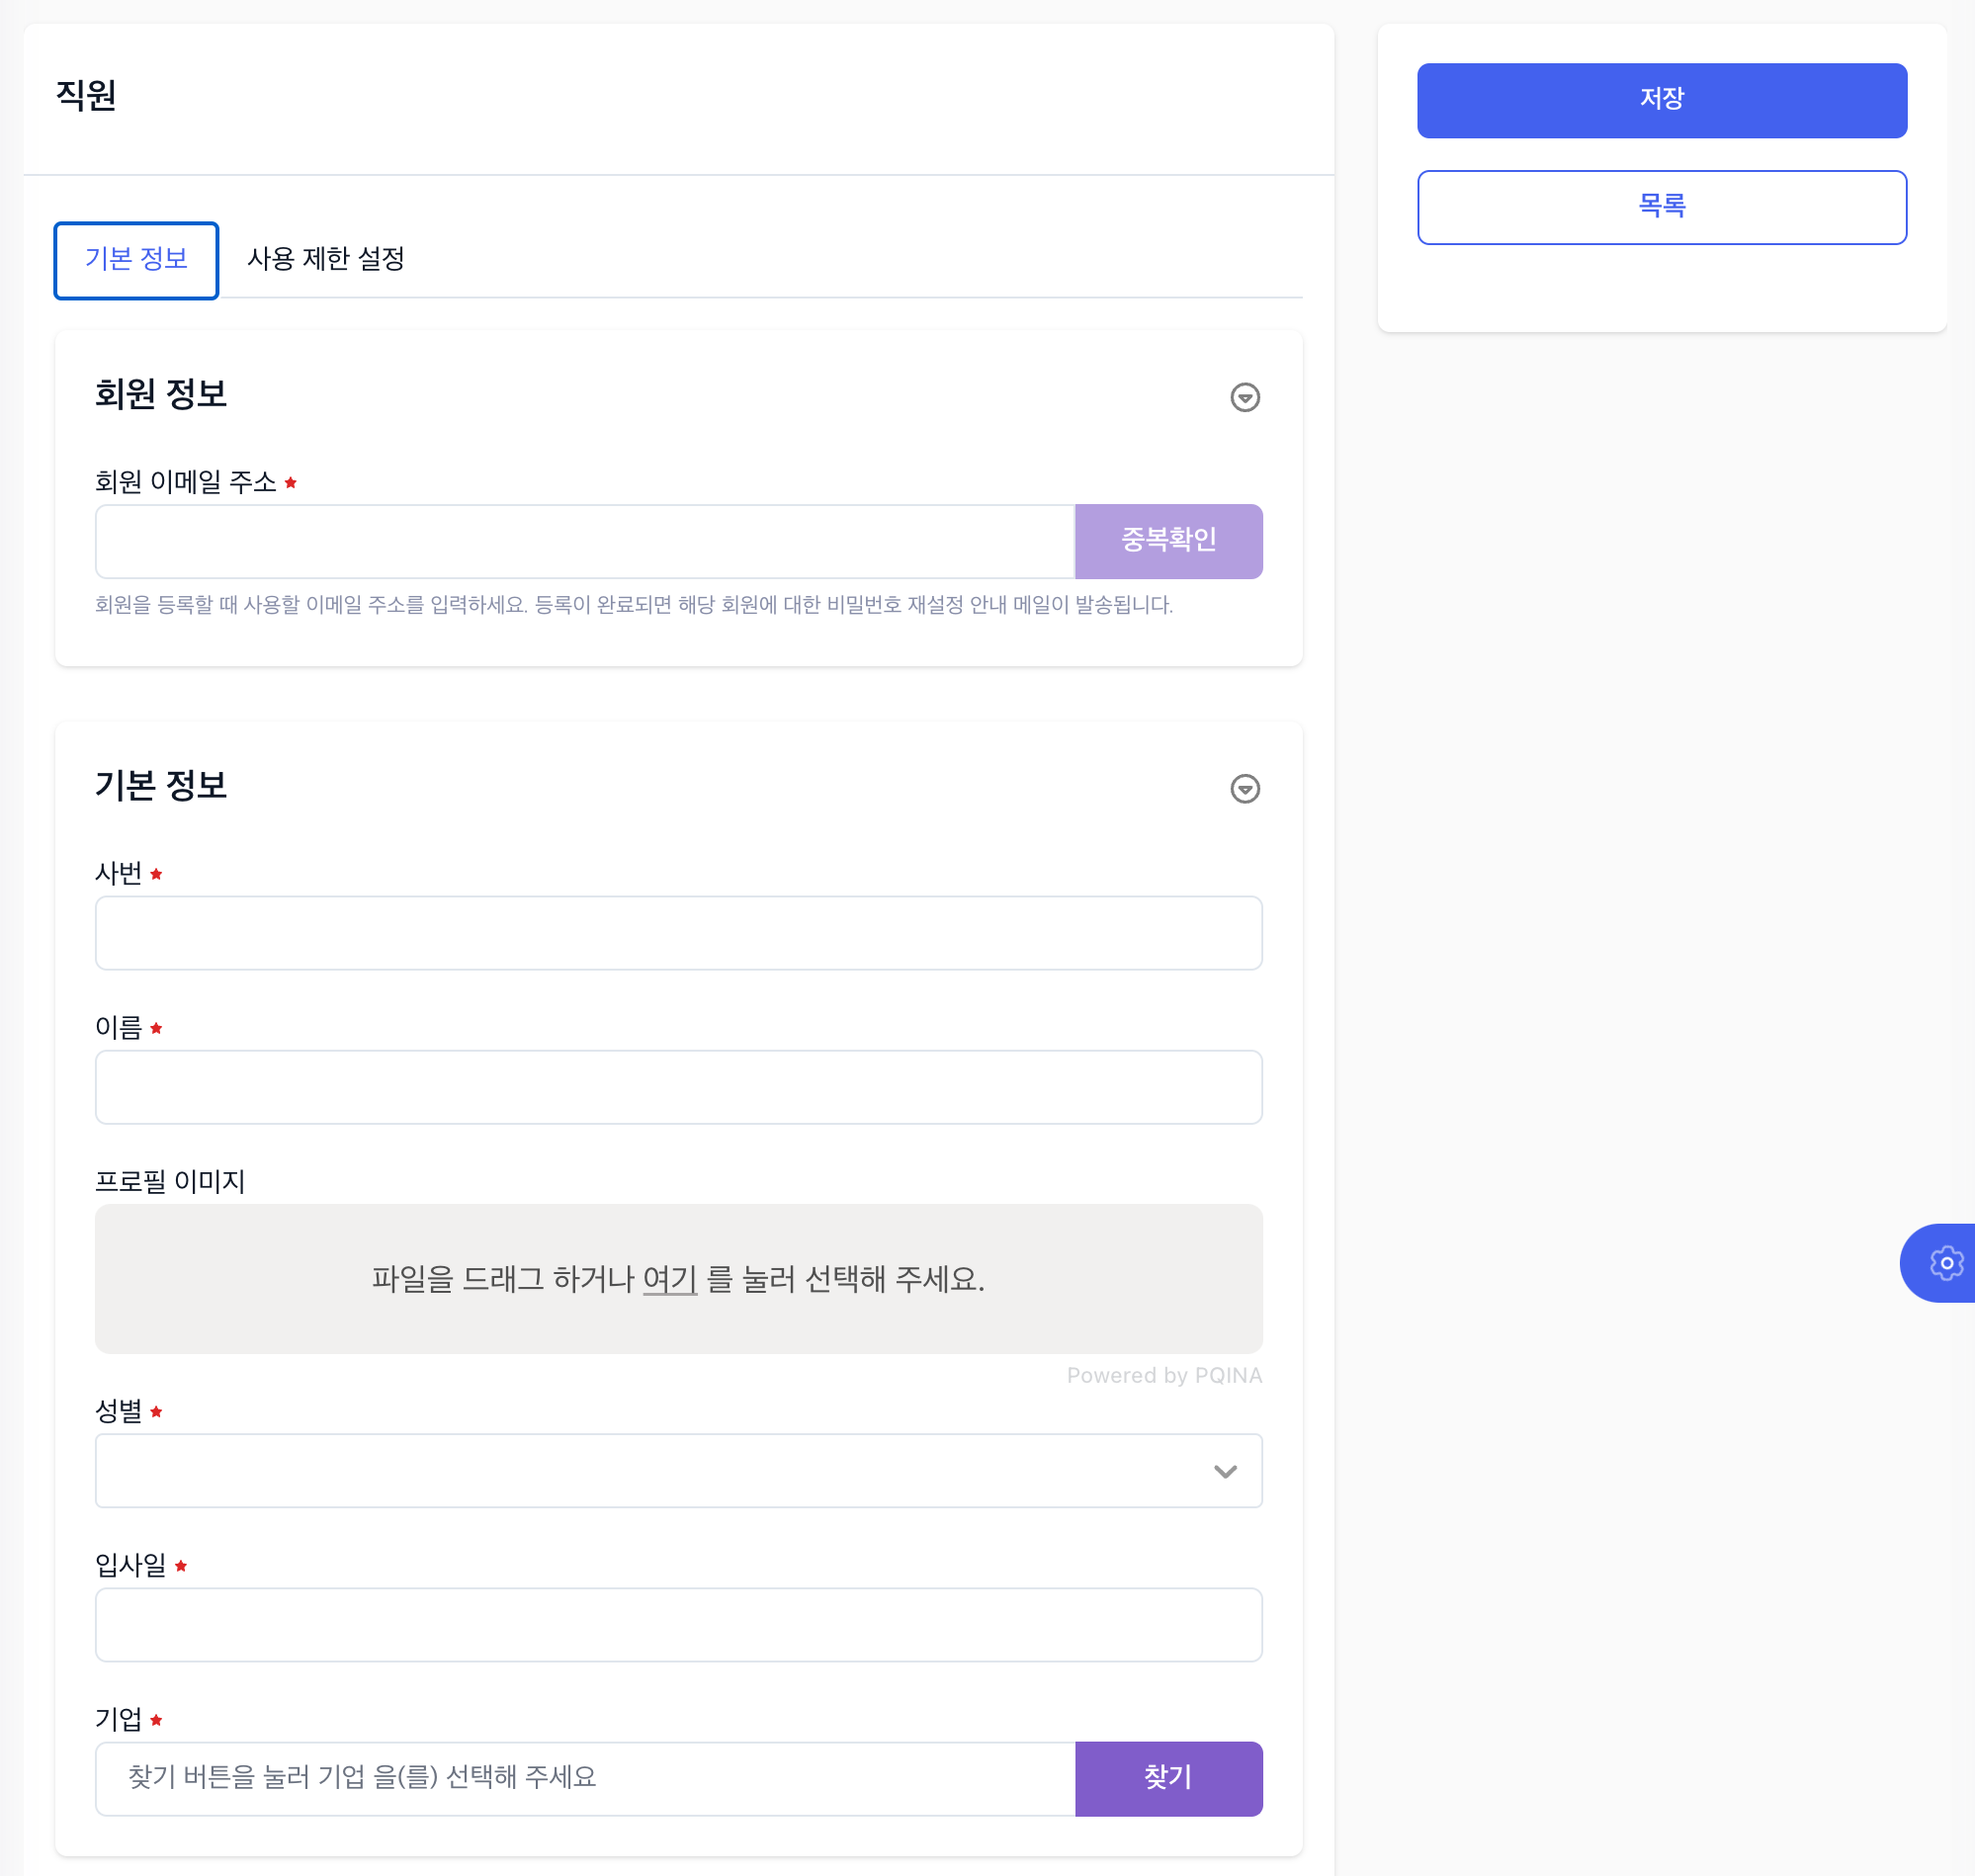 직원
저장
목록
기본 정보
사용 제한 설정
회원 정보
회원 이메일 주소 ★
중복확인
회원을 등록할 때 사용할 이메일 주소를 입력하세요. 등록이 완료되면 해당 회원에 대한 비밀번호 재설정 안내 메일이 발송됩니다.
기본 정보
사번 ★
이름 ★
프로필 이미지
파일을 드래그 하거나 여기 를 눌러 선택해 주세요.
Powered by PQINA
성별 ★
입사일 ★
기업 ★
찾기 버튼을 눌러 기업 을(를) 선택해 주세요
찾기